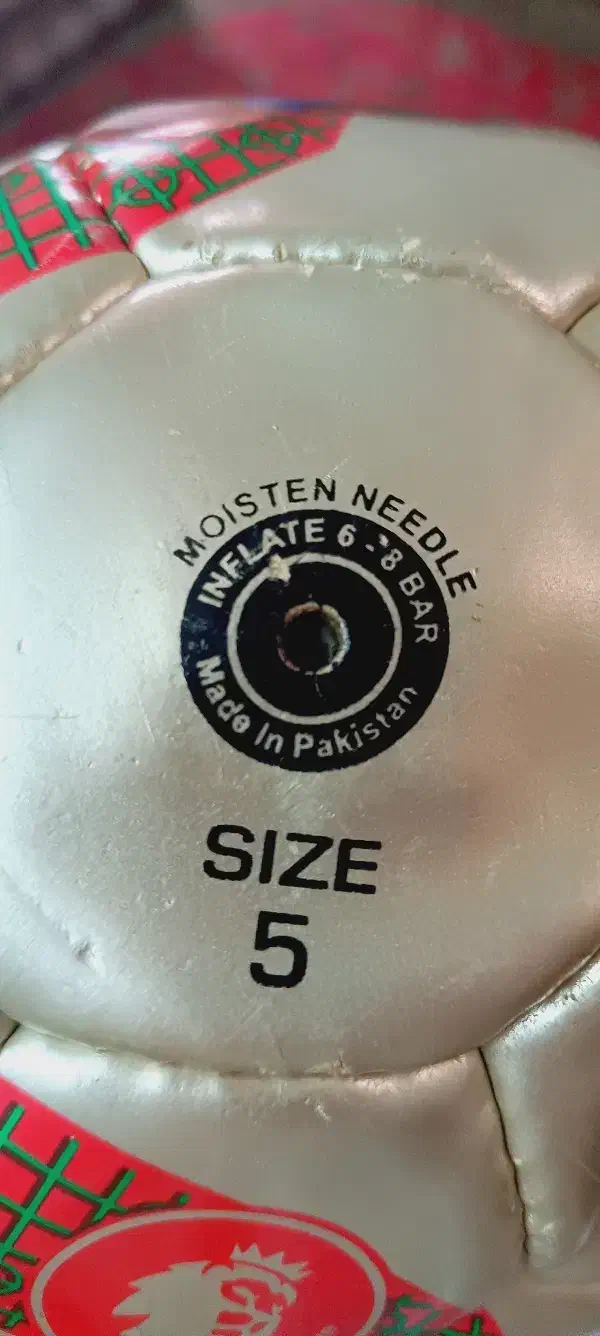 MOISTEN NEEDLE
INFLATE 6 - 8 BAR
Made In Pakistan
SIZE
5